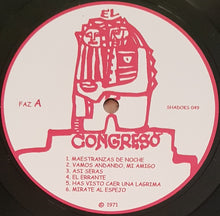 EL
CONGRESO
FAZ A
SHADOKS 049
1. MAESTRANZAS DE NOCHE
2. VAMOS ANDANDO, MI AMIGO
3. ASI SERAS
4. EL ERRANTE
5. HAS VISTO CAER UNA LAGRIMA
6. MIRATE AL ESPEJO
© 1971